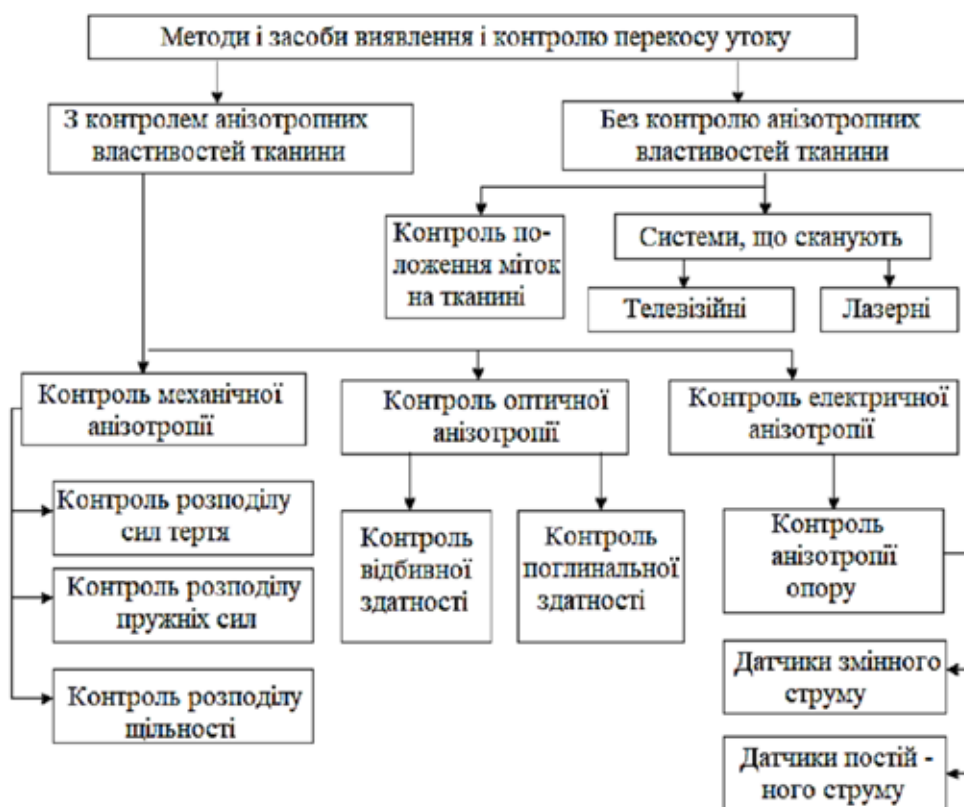 Методи і засоби виявлення і контролю перекосу утоку
З контролем анізотропних
властивостей тканини
Без контролю анізотропних
властивостей тканини
Контроль по-
ложення міток
на тканині
Системи, що сканують
Телевізійні
Лазерні
Контроль механічної
анізотропії
Контроль оптичної
анізотропії
Контроль електричної
анізотропії
Контроль розподілу
сил тертя
Контроль розподілу
пружніх сил
Контроль розподілу
щільності
Контроль
відбивної
здатності
Контроль
поглинальної
здатності
Контроль
анізотропії
опору
Датчики змінного
струму
Датчики постій -
ного струму